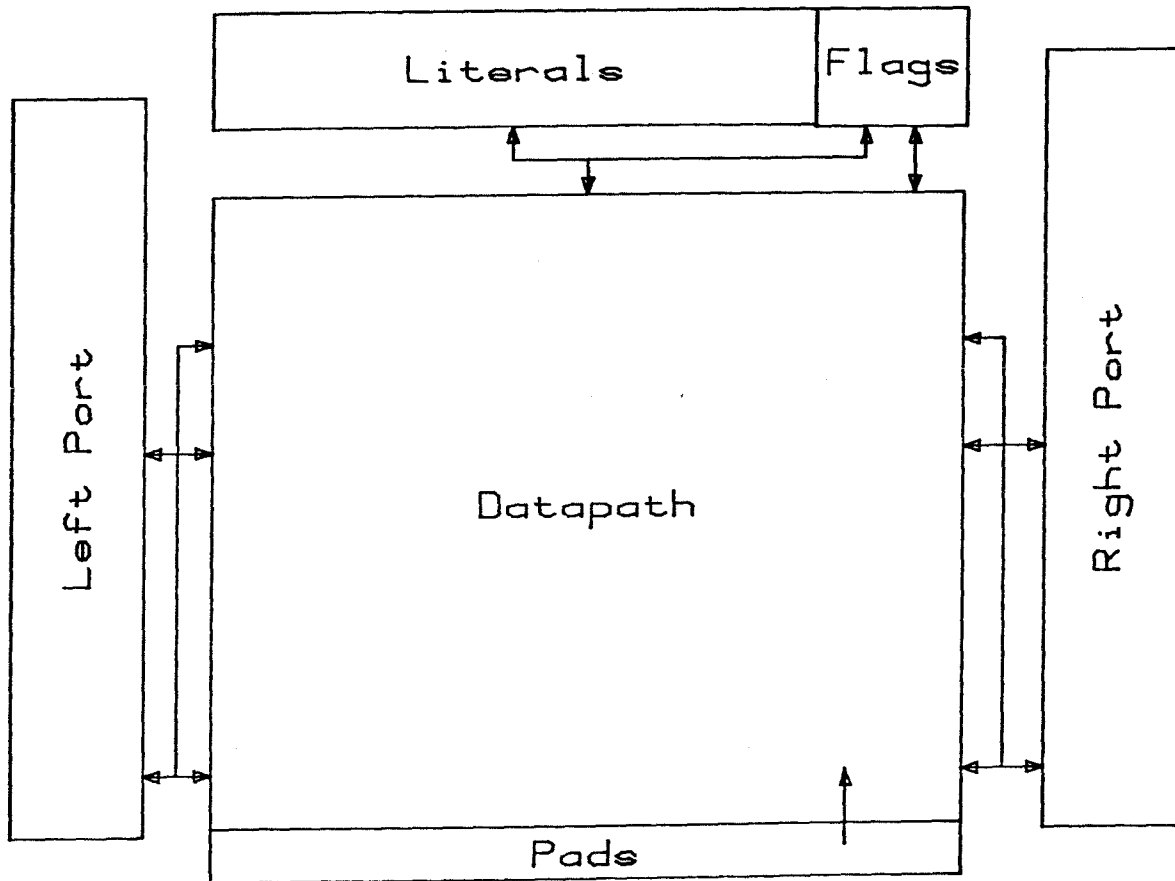 Literals
Flags
Left Port
Datapath
Right Port
Pads